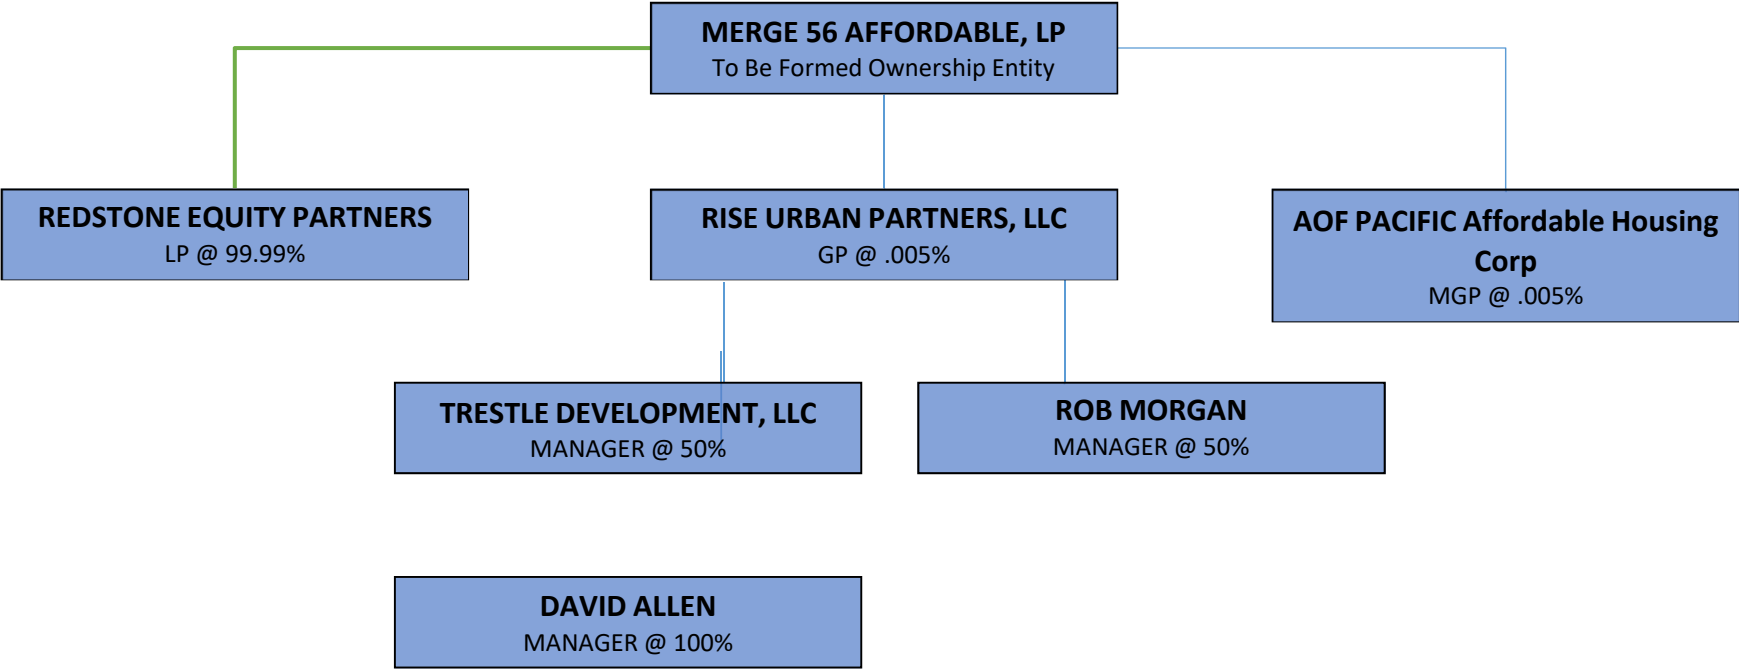 MERGE 56 AFFORDABLE, LP
To Be Formed Ownership Entity
REDSTONE EQUITY PARTNERS
LP @ 99.99%
RISE URBAN PARTNERS, LLC
GP @ .005%
AOF PACIFIC Affordable Housing
Corp
MGP @ .005%
TRESTLE DEVELOPMENT, LLC
MANAGER @ 50%
ROB MORGAN
MANAGER @ 50%
DAVID ALLEN
MANAGER @ 100%